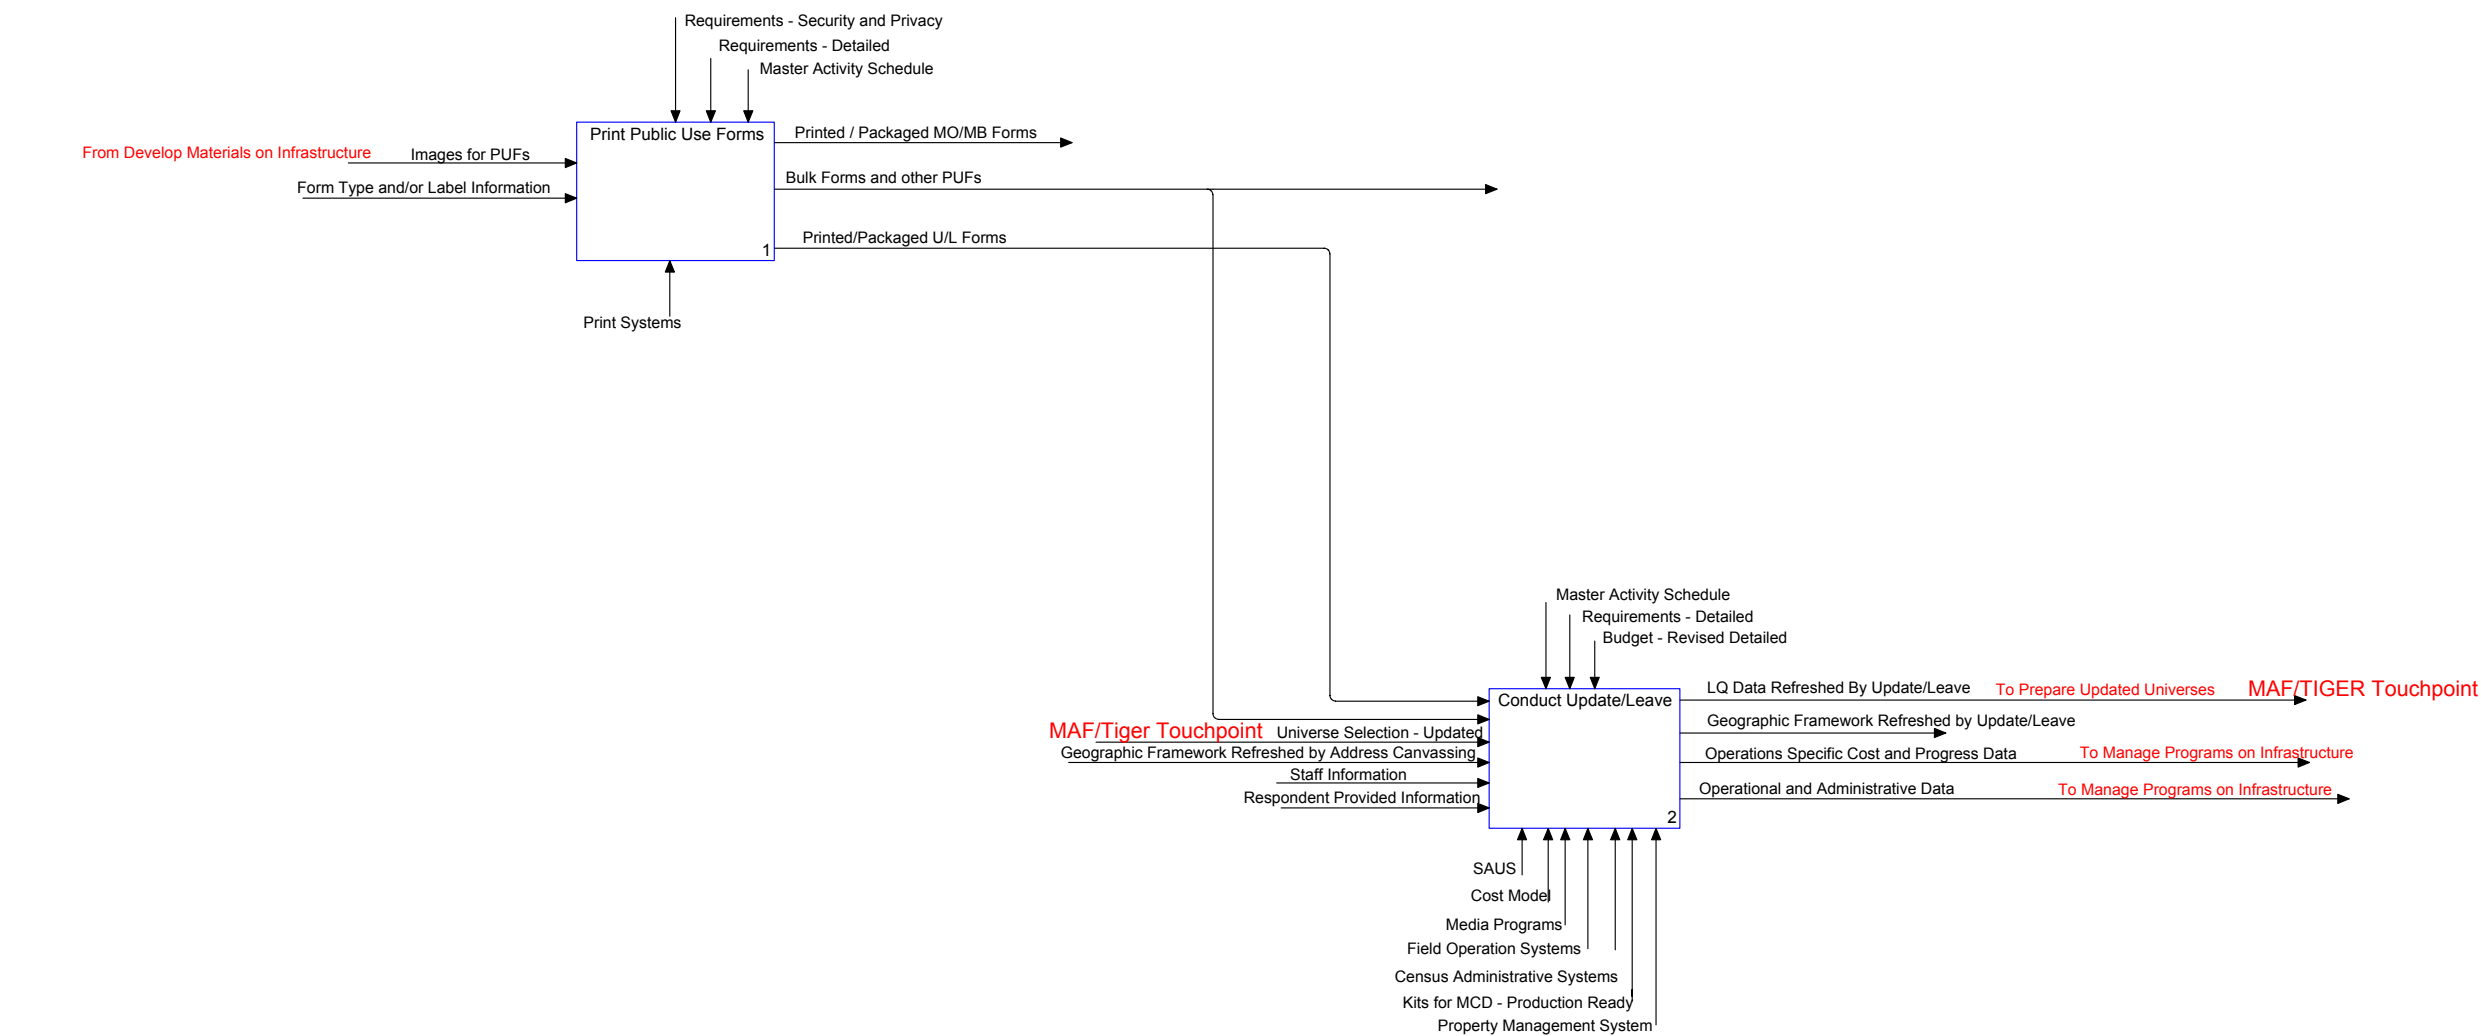 Requirements - Security and Privacy
Requirements - Detailed
Master Activity Schedule
Print Public Use Forms
Printed / Packaged MO/MB Forms
From Develop Materials on Infrastructure
Images for PUFs
Bulk Forms and other PUFs
Form Type and/or Label Information
Printed/Packaged U/L Forms
1
Print Systems
Master Activity Schedule
Requirements - Detailed
Budget - Revised Detailed
Conduct Update/Leave
LQ Data Refreshed By Update/Leave
To Prepare Updated Universes
MAF/TIGER Touchpoint
Geographic Framework Refreshed by Update/Leave
MAF/Tiger Touchpoint
Universe Selection - Updated
Geographic Framework Refreshed by Address Canvassing
Operations Specific Cost and Progress Data
To Manage Programs on Infrastructure
Staff Information
Operational and Administrative Data
To Manage Programs on Infrastructure
Respondent Provided Information
2
SAUS
Cost Model
Media Programs
Field Operation Systems
Census Administrative Systems
Kits for MCD - Production Ready
Property Management System